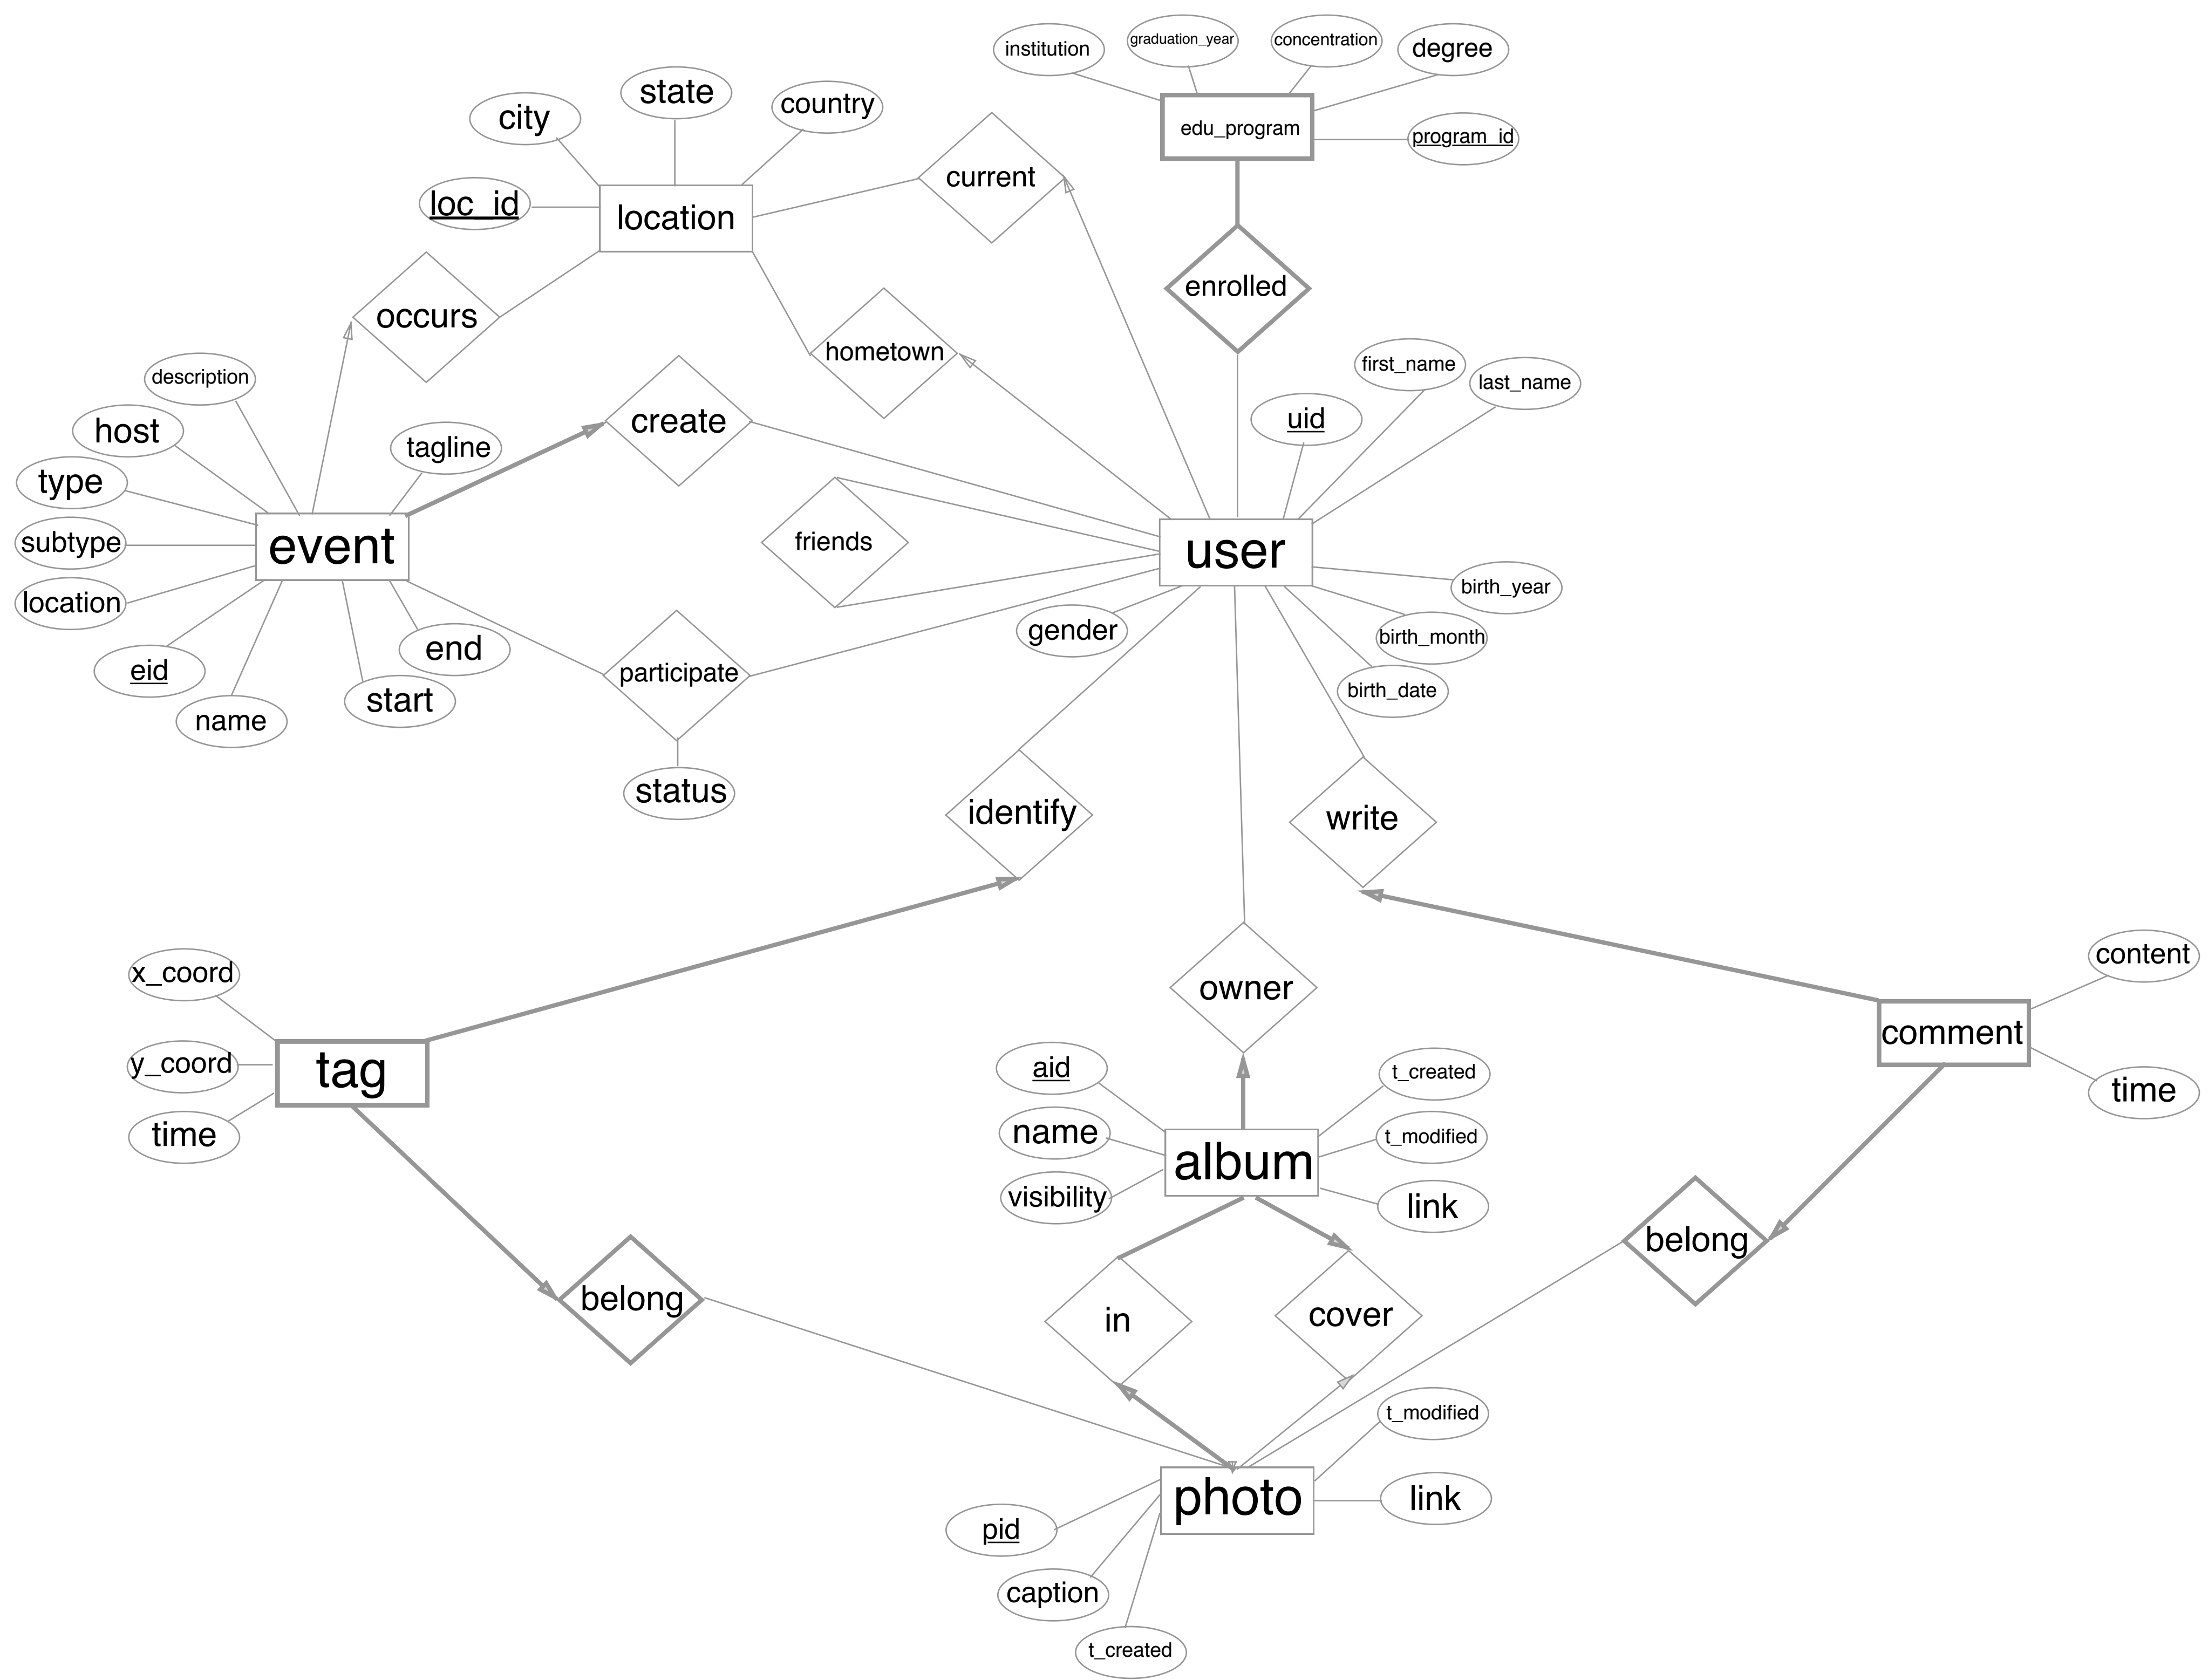 institution
graduation_year
concentration
degree
edu_program
program_id
city
state
country
loc_id
location
current
enrolled
occurs
hometown
description
host
type
subtype
location
eid
name
start
end
tagline
event
create
friends
participate
status
first_name
last_name
uid
user
gender
birth_year
birth_month
birth_date
identify
write
owner
x_coord
y_coord
time
tag
content
comment
time
aid
name
visibility
t_created
t_modified
link
album
belong
in
cover
belong
t_modified
photo
link
pid
caption
t_created